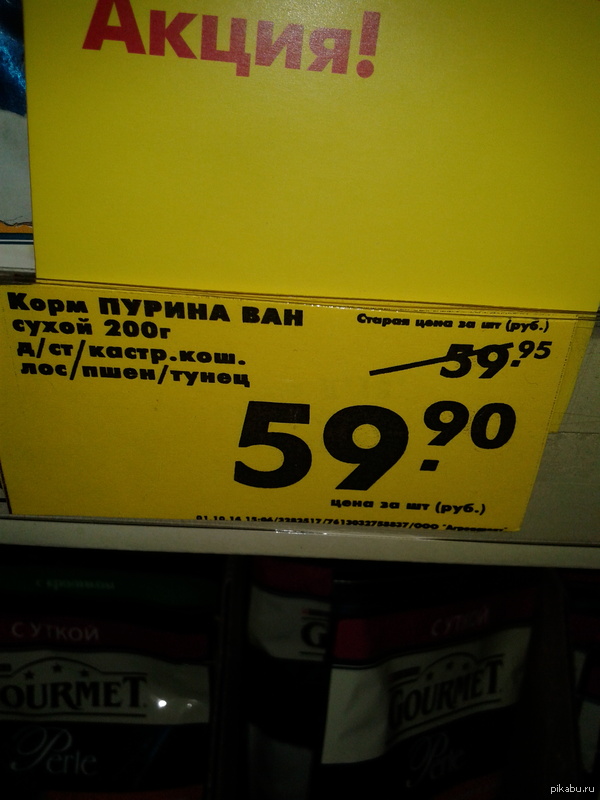 Акция!
Корм ПУРИНА ВАН
сухой 200г
д/ст/кастр.кош.
лос/пшен/тунец
Старая цена за шт (руб.)
59.95
59.90
цена за шт (руб.)
С УТКОЙ
GOURMET
Perle
С УТКОЙ
GOURMET
Perle
pikabu.ru